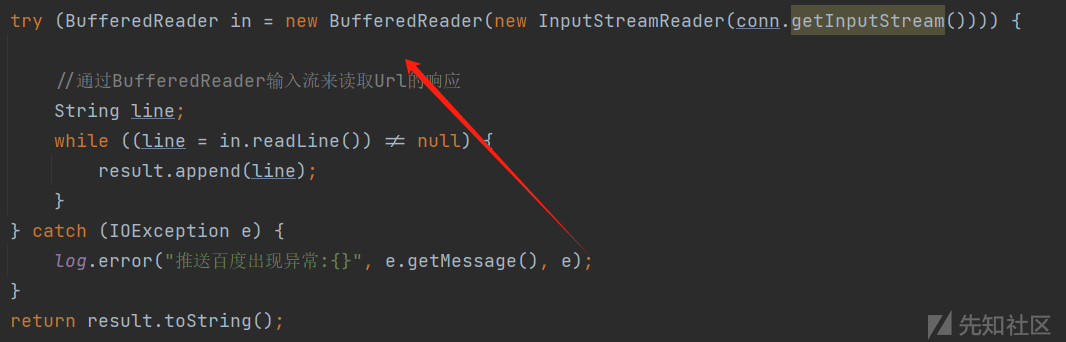 try (BufferedReader in = new BufferedReader(new InputStreamReader(conn.getInputStream()))) {
//通过BufferedReader输入流来读取Url的响应
String line;
while ((line = in.readLine()) ≠ null) {
result.append(line);
}
} catch (IOException e) {
log.error("推送百度出现异常:{}", e.getMessage(), e);
}
return result.toString();
先知社区